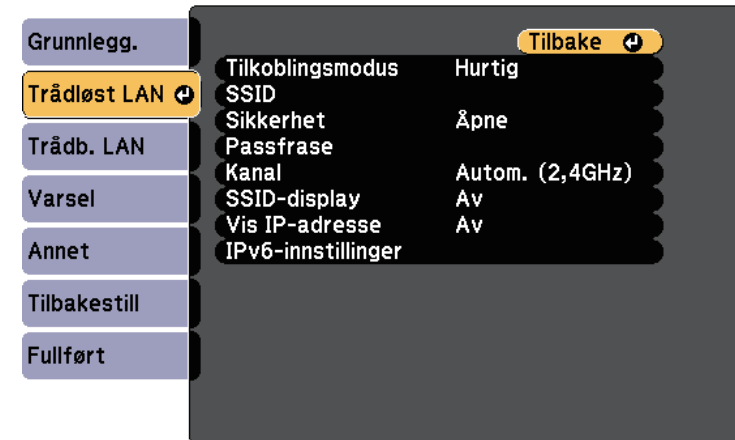 Grunnlegg.
Trådløst LAN
Trådb. LAN
Varsel
Annet
Tilbakestill
Fullført
Tilbake
Tilkoblingsmodus Hurtig
SSID
Sikkerhet Åpne
Passfrase
Kanal Autom. (2,4GHz)
SSID-display Av
Vis IP-adresse Av
IPv6-innstillinger